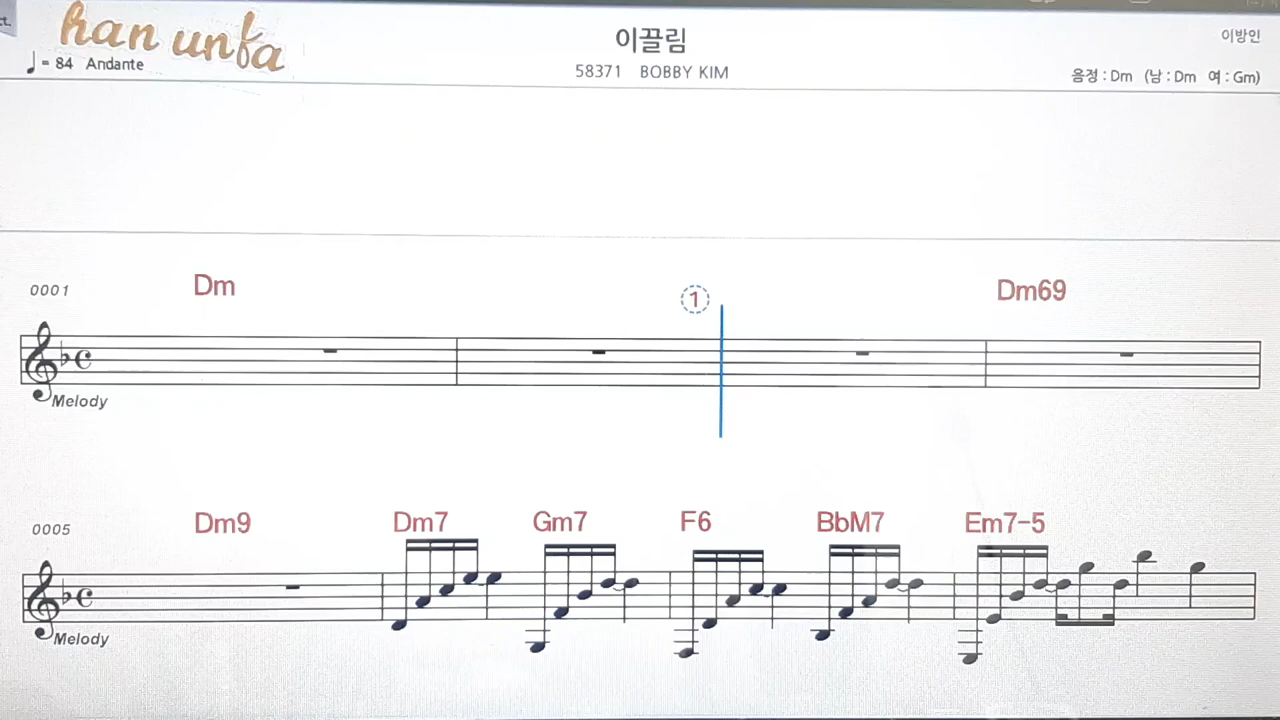 ct.
han unfa
♩ = 84 Andante
이끌림
58371 BOBBY KIM
이방인
음정 : Dm (남 : Dm 여 : Gm)
0001
Dm
1
Dm69
Melody
0005
Dm9 Dm7 Gm7 F6 BbM7 Em7-5
Melody